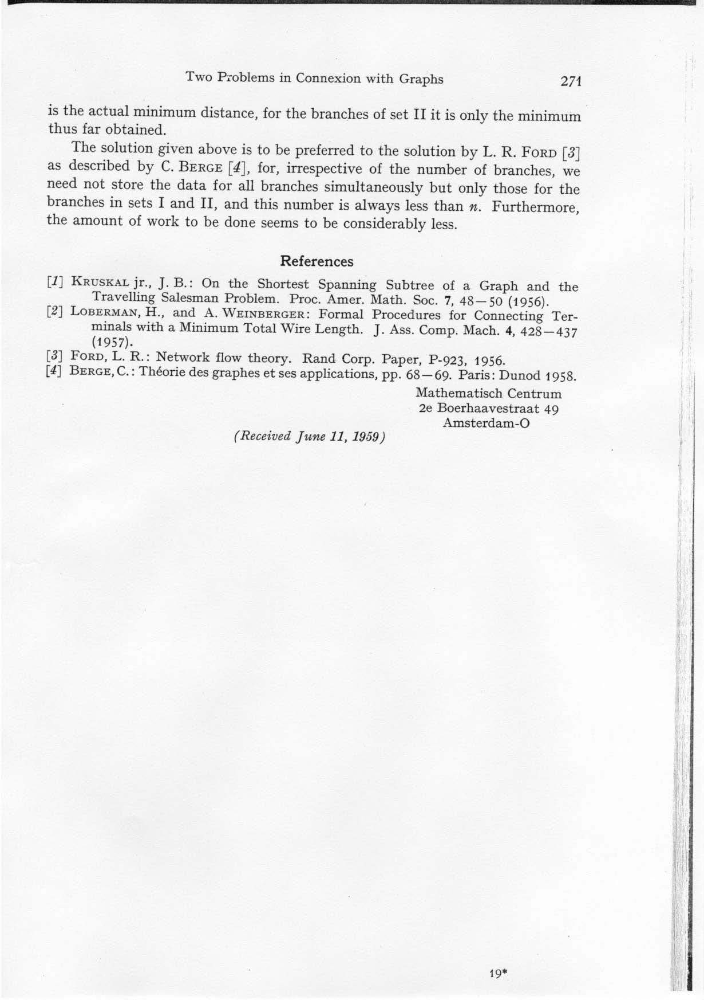 Two Problems in Connexion with Graphs 271
is the actual minimum distance, for the branches of set II it is only the minimum
thus far obtained.
The solution given above is to be preferred to the solution by L. R. FORD [3]
as described by C. BERGE [4], for, irrespective of the number of branches, we
need not store the data for all branches simultaneously but only those for the
branches in sets I and II, and this number is always less than n. Furthermore,
the amount of work to be done seems to be considerably less.
References
[1] KRUSKAL jr., J. B.: On the Shortest Spanning Subtree of a Graph and the
Travelling Salesman Problem. Proc. Amer. Math. Soc. 7, 48—50 (1956).
[2] LOBERMAN, H., and A. WEINBERGER: Formal Procedures for Connecting Ter-
minals with a Minimum Total Wire Length. J. Ass. Comp. Mach. 4, 428—437
(1957).
[3] FORD, L. R.: Network flow theory. Rand Corp. Paper, P-923, 1956.
[4] BERGE, C.: Théorie des graphes et ses applications, pp. 68—69. Paris: Dunod 1958.
Mathematisch Centrum
2e Boerhaavestraat 49
Amsterdam-O
(Received June 11, 1959)
19*